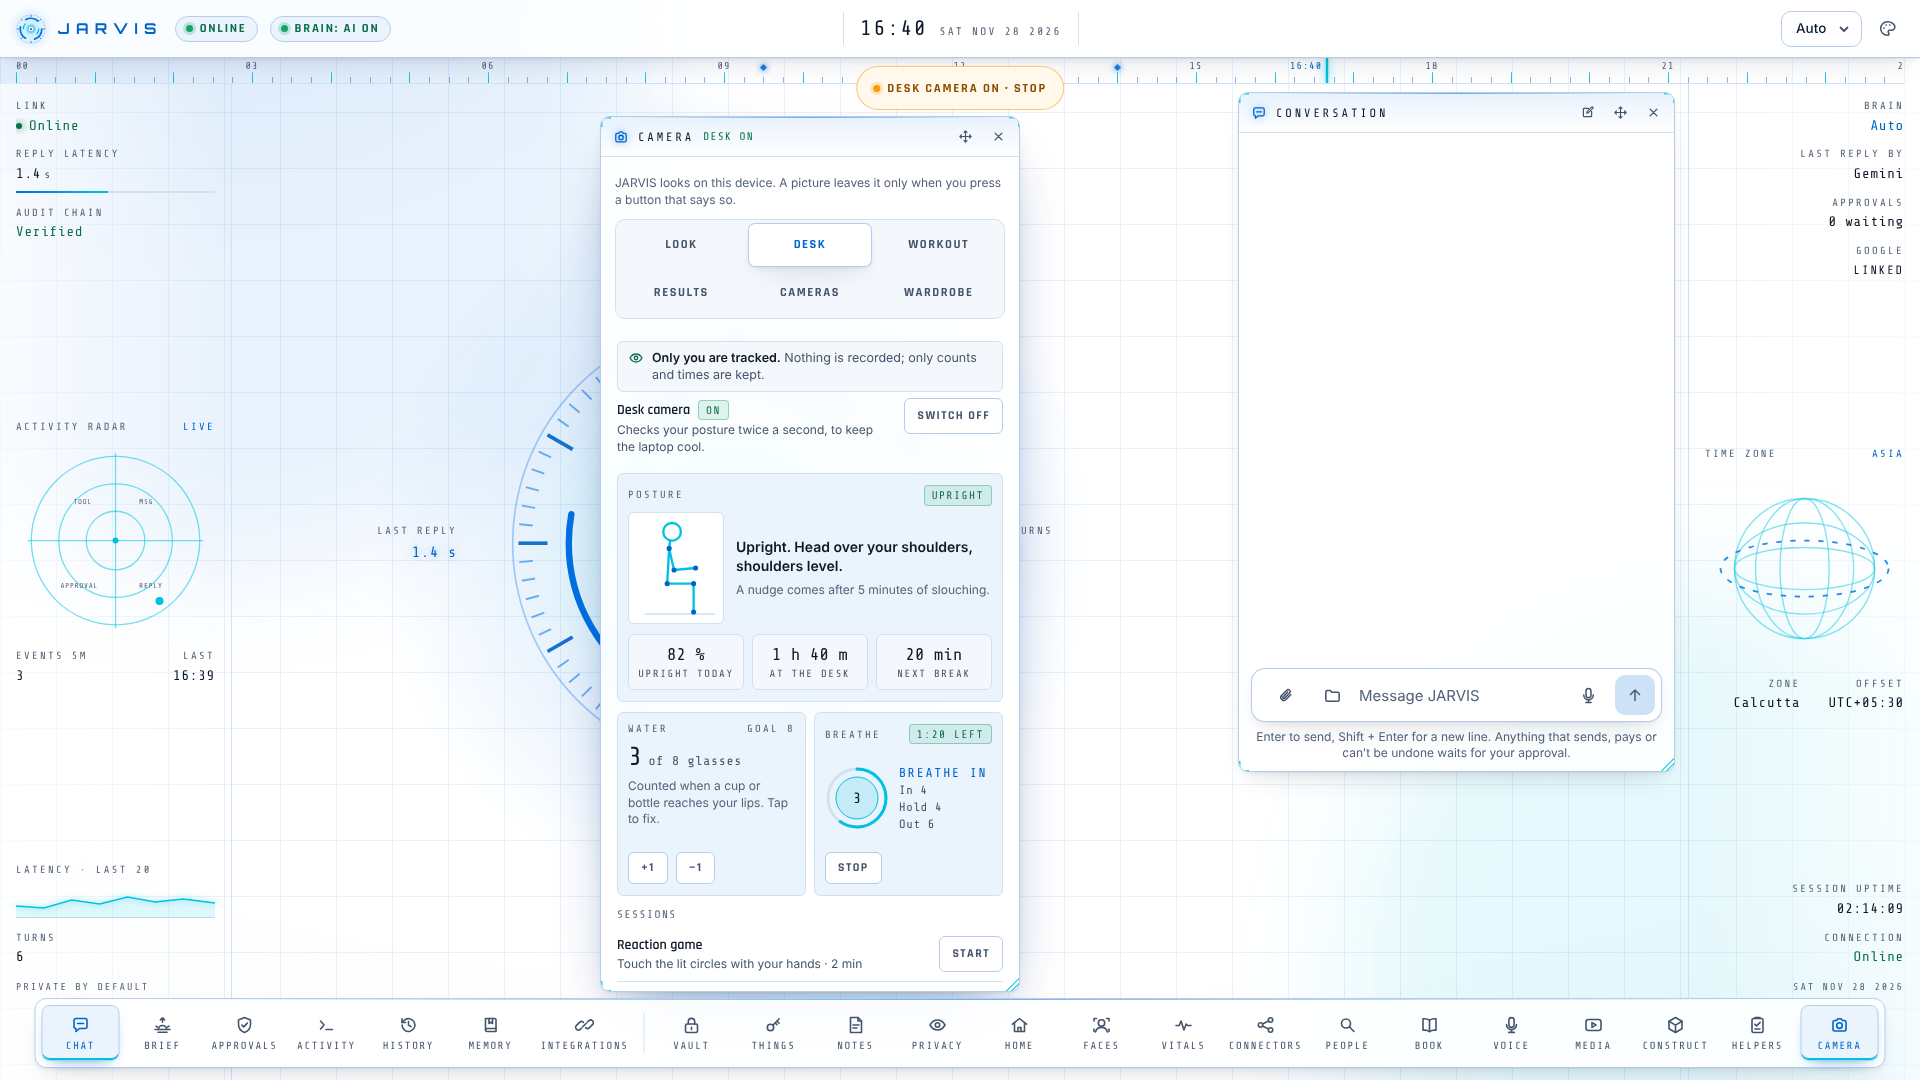 JARVIS
ONLINE
BRAIN: AI ON
16:40 SAT NOV 28 2026
Auto
00 03 06 09 12 15 16:40 18 21 2
DESK CAMERA ON · STOP
LINK
Online
REPLY LATENCY
1.4 s
AUDIT CHAIN
Verified
ACTIVITY RADAR LIVE
TOOL MSG
APPROVAL REPLY
EVENTS 5M LAST
3 16:39
LATENCY · LAST 20
TURNS
6
PRIVATE BY DEFAULT
LAST REPLY
1.4 s
CAMERA DESK ON
JARVIS looks on this device. A picture leaves it only when you press
a button that says so.
LOOK DESK WORKOUT
RESULTS CAMERAS WARDROBE
Only you are tracked. Nothing is recorded; only counts
and times are kept.
Desk camera ON
SWITCH OFF
Checks your posture twice a second, to keep
the laptop cool.
POSTURE UPRIGHT
Upright. Head over your shoulders,
shoulders level.
A nudge comes after 5 minutes of slouching.
82 % 1 h 40 m 20 min
UPRIGHT TODAY AT THE DESK NEXT BREAK
WATER GOAL 8
3 of 8 glasses
Counted when a cup or
bottle reaches your lips. Tap
to fix.
+1 −1
BREATHE 1:20 LEFT
3
BREATHE IN
In 4
Hold 4
Out 6
STOP
SESSIONS
Reaction game
Touch the lit circles with your hands · 2 min
START
URNS
CONVERSATION
Message JARVIS
Enter to send, Shift + Enter for a new line. Anything that sends, pays or
can't be undone waits for your approval.
BRAIN
Auto
LAST REPLY BY
Gemini
APPROVALS
0 waiting
GOOGLE
LINKED
TIME ZONE ASIA
ZONE OFFSET
Calcutta UTC+05:30
SESSION UPTIME
02:14:09
CONNECTION
Online
SAT NOV 28 2026
CHAT BRIEF APPROVALS ACTIVITY HISTORY MEMORY INTEGRATIONS VAULT THINGS NOTES PRIVACY HOME FACES VITALS CONNECTORS PEOPLE BOOK VOICE MEDIA CONSTRUCT HELPERS CAMERA